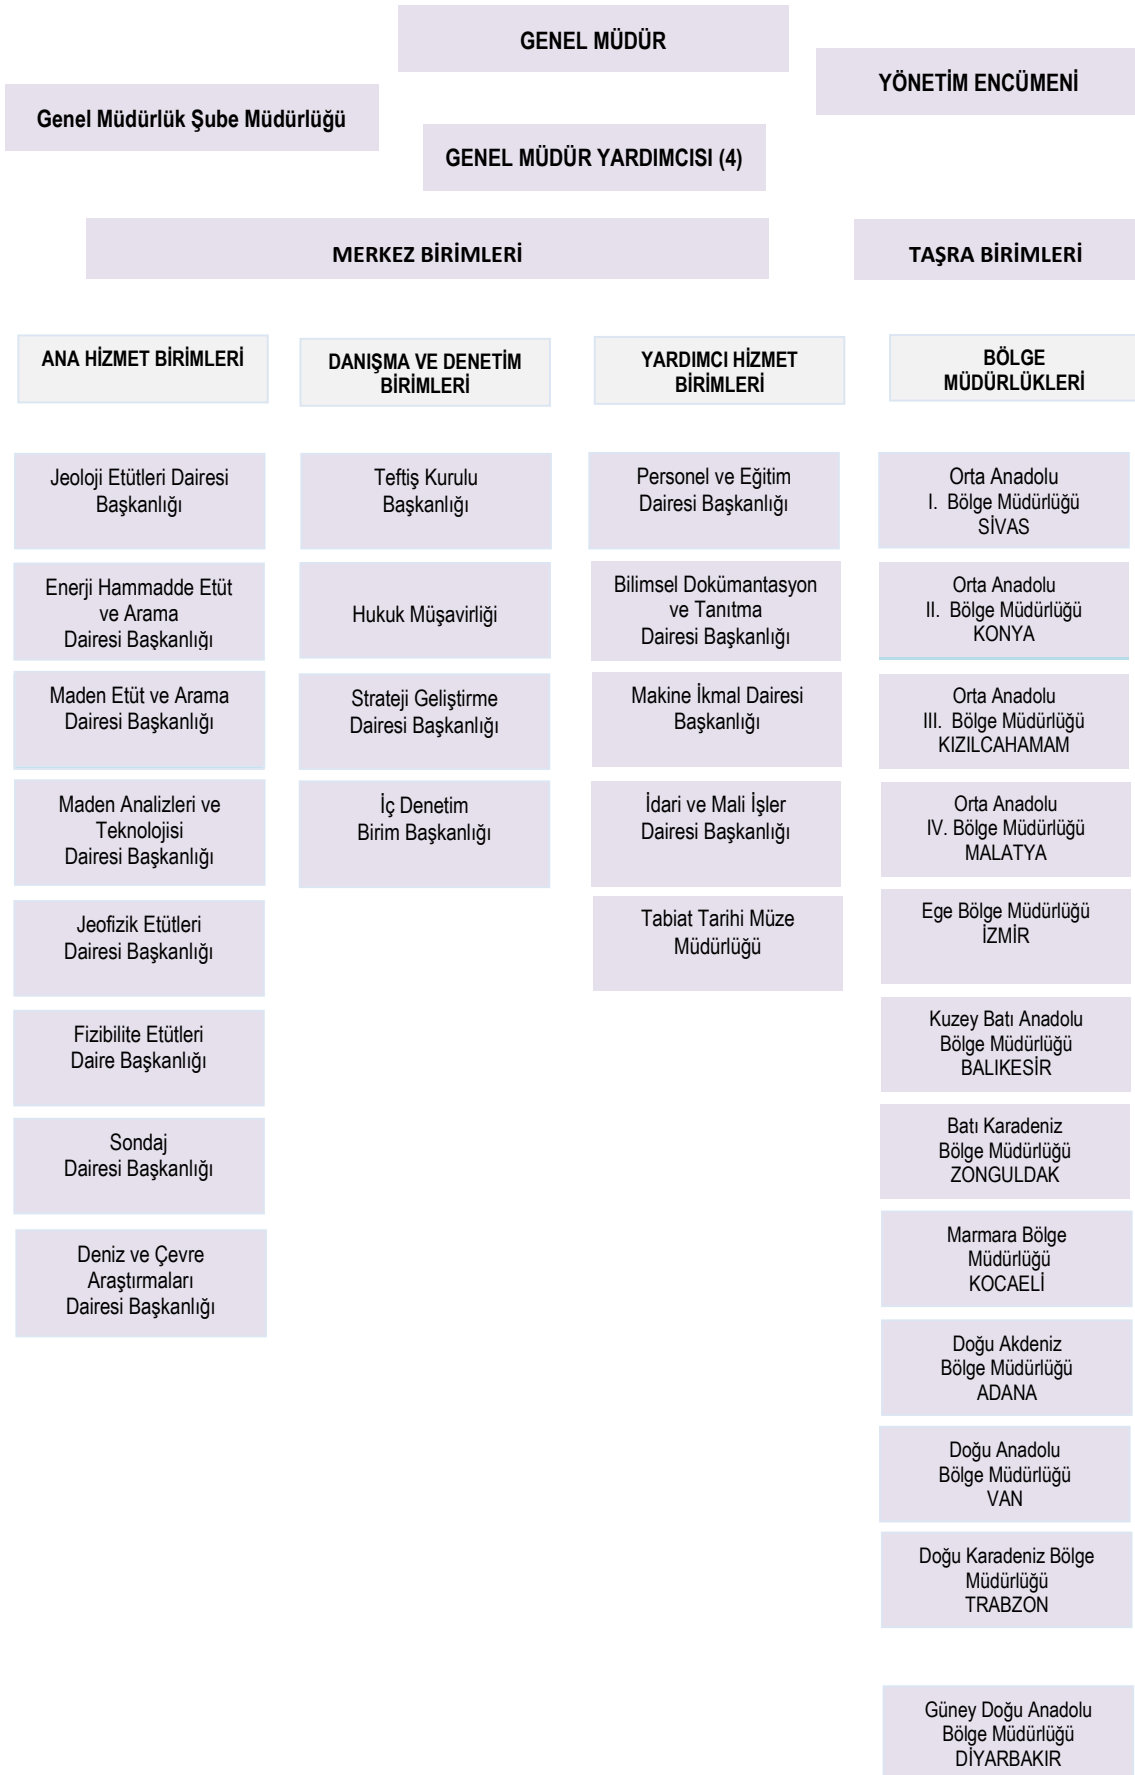 GENEL MÜDÜR
YÖNETİM ENCÜMENİ
Genel Müdürlük Şube Müdürlüğü
GENEL MÜDÜR YARDIMCISI (4)
MERKEZ BİRİMLERİ
TAŞRA BİRİMLERİ
ANA HİZMET BİRİMLERİ
Jeoloji Etütleri Dairesi
Başkanlığı
Enerji Hammadde Etüt
ve Arama
Dairesi Başkanlığı
Maden Etüt ve Arama
Dairesi Başkanlığı
Maden Analizleri ve
Teknolojisi
Dairesi Başkanlığı
Jeofizik Etütleri
Dairesi Başkanlığı
Fizibilite Etütleri
Daire Başkanlığı
Sondaj
Dairesi Başkanlığı
Deniz ve Çevre
Araştırmaları
Dairesi Başkanlığı
DANIŞMA VE DENETİM
BİRİMLERİ
Teftiş Kurulu
Başkanlığı
Hukuk Müşavirliği
Strateji Geliştirme
Dairesi Başkanlığı
İç Denetim
Birim Başkanlığı
YARDIMCI HİZMET
BİRİMLERİ
Personel ve Eğitim
Dairesi Başkanlığı
Bilimsel Dokümantasyon
ve Tanıtma
Dairesi Başkanlığı
Makine İkmal Dairesi
Başkanlığı
İdari ve Mali İşler
Dairesi Başkanlığı
Tabiat Tarihi Müze
Müdürlüğü
BÖLGE
MÜDÜRLÜKLERİ
Orta Anadolu
I. Bölge Müdürlüğü
SİVAS
Orta Anadolu
II. Bölge Müdürlüğü
KONYA
Orta Anadolu
III. Bölge Müdürlüğü
KIZILCAHAMAM
Orta Anadolu
IV. Bölge Müdürlüğü
MALATYA
Ege Bölge Müdürlüğü
İZMİR
Kuzey Batı Anadolu
Bölge Müdürlüğü
BALIKESİR
Batı Karadeniz
Bölge Müdürlüğü
ZONGULDAK
Marmara Bölge
Müdürlüğü
KOCAELİ
Doğu Akdeniz
Bölge Müdürlüğü
ADANA
Doğu Anadolu
Bölge Müdürlüğü
VAN
Doğu Karadeniz Bölge
Müdürlüğü
TRABZON
Güney Doğu Anadolu
Bölge Müdürlüğü
DİYARBAKIR